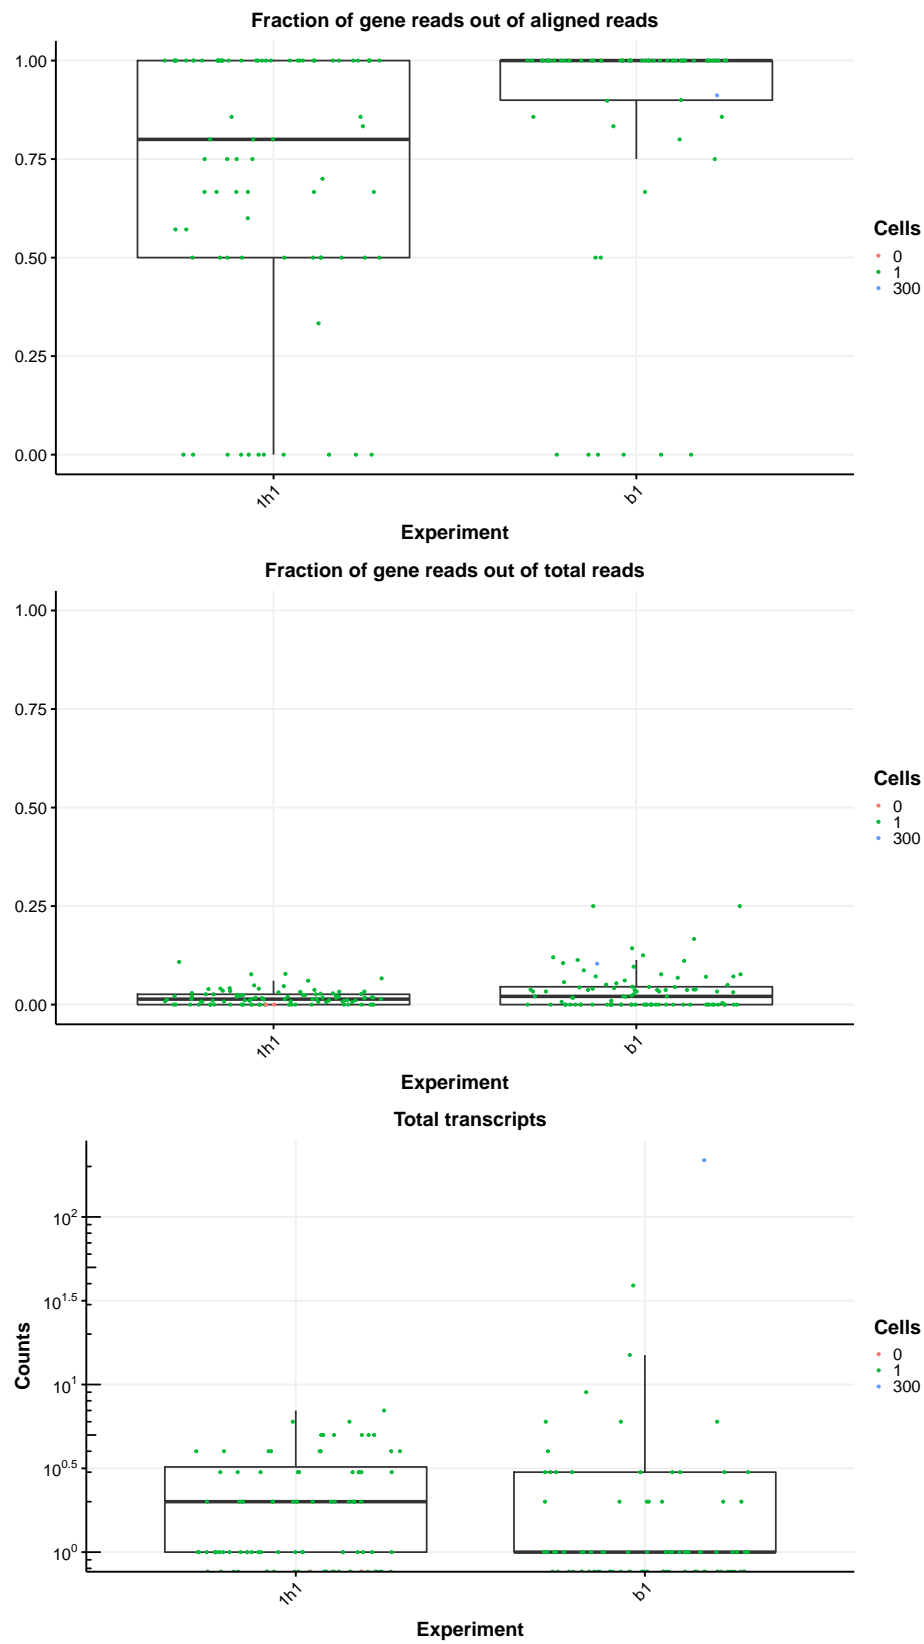 Fraction of gene reads out of aligned reads
1.00
0.75
0.50
0.25
0.00
1h1
b1
Experiment
Cells
0
1
300
Fraction of gene reads out of total reads
1.00
0.75
0.50
0.25
0.00
1h1
b1
Experiment
Cells
0
1
300
Total transcripts
Counts
10^2
10^1.5
10^1
10^0.5
10^0
1h1
b1
Experiment
Cells
0
1
300